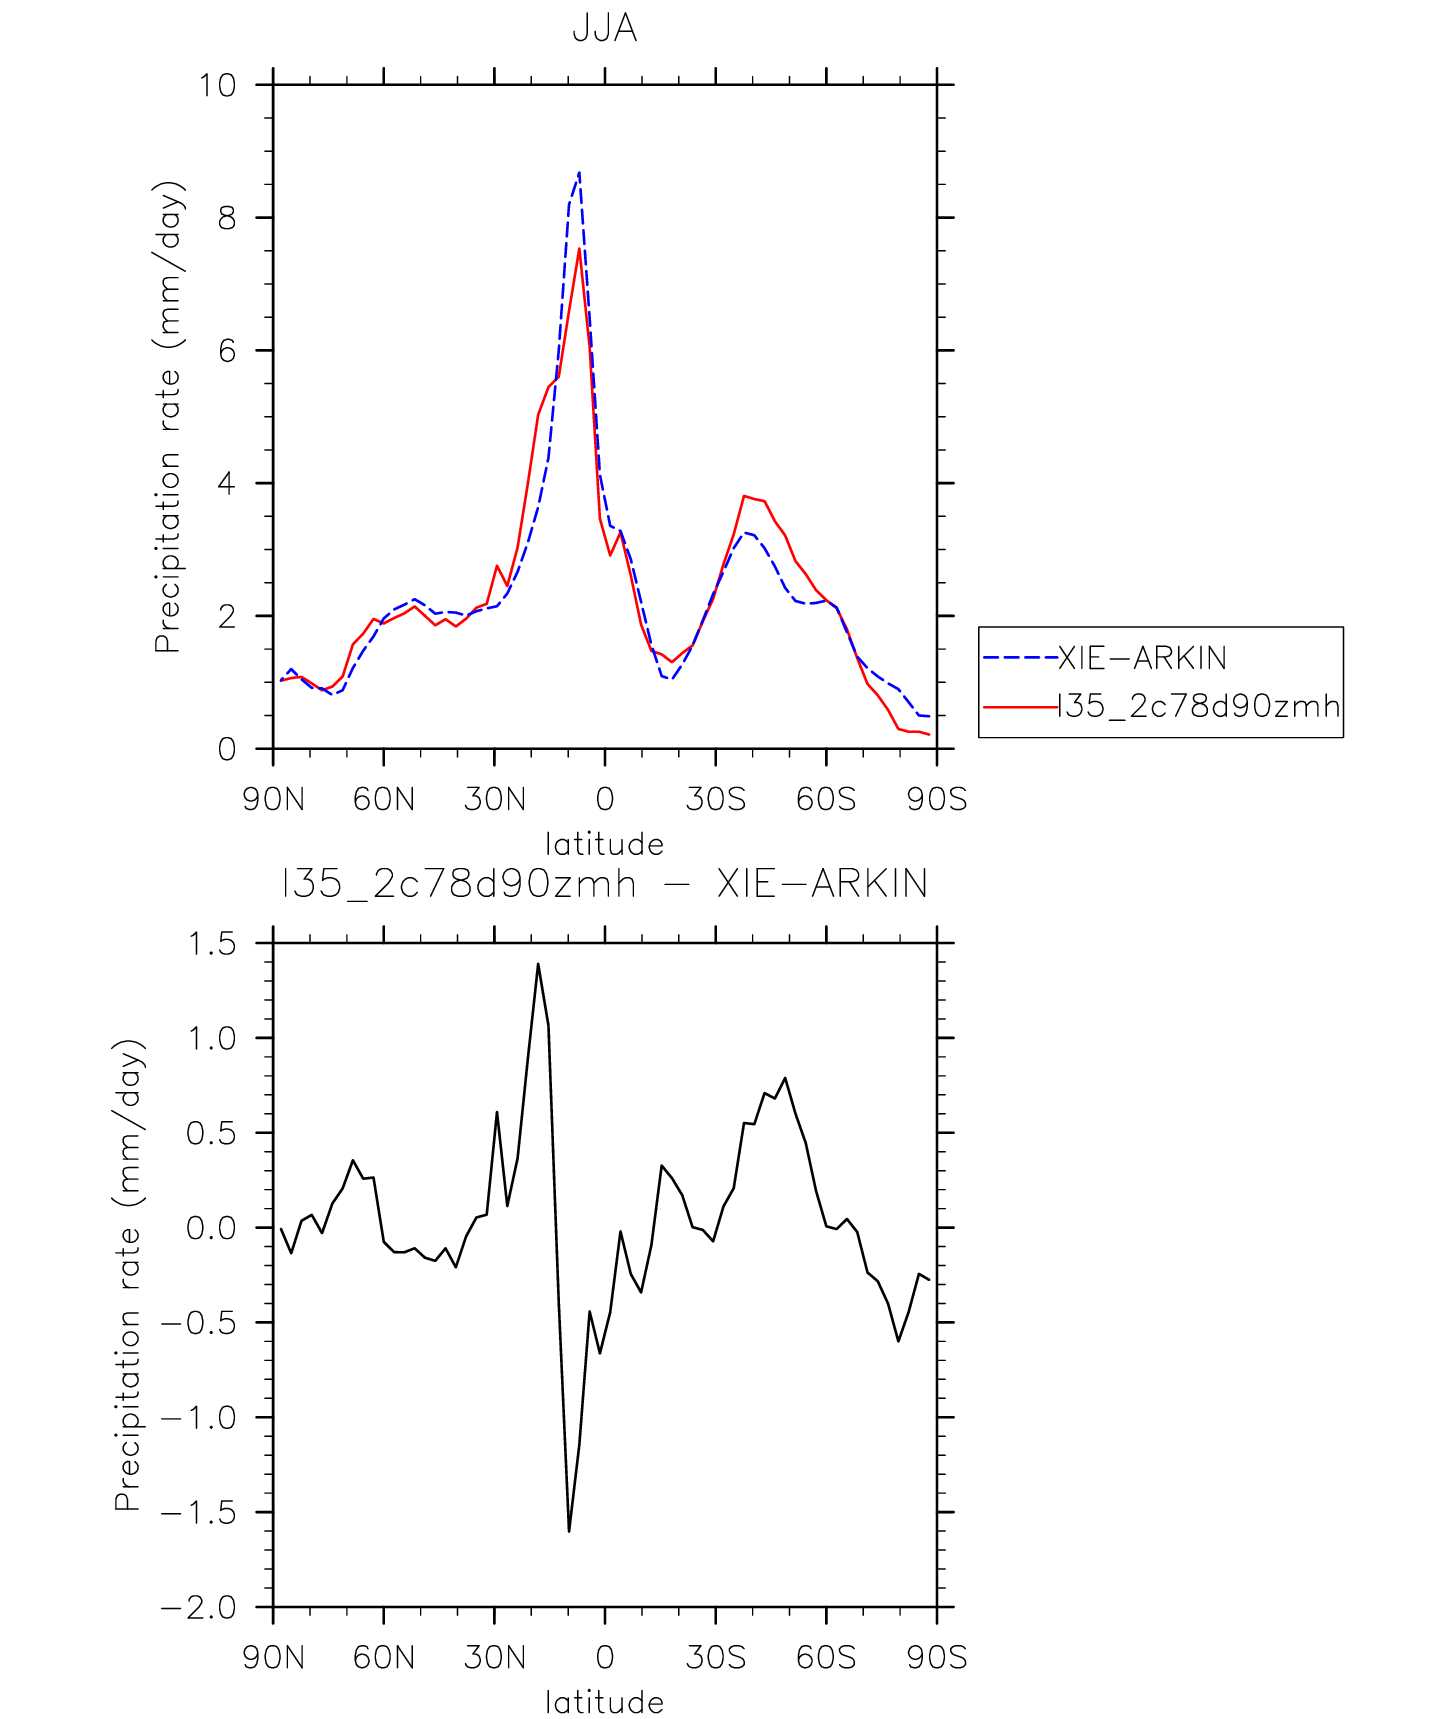 JJA
10
8
6
4
2
0
Precipitation rate (mm/day)
90N 60N 30N 0 30S 60S 90S
latitude
XIE-ARKIN
I35_2c78d90zmh
I35_2c78d90zmh - XIE-ARKIN
1.5
1.0
0.5
0.0
-0.5
-1.0
-1.5
-2.0
Precipitation rate (mm/day)
90N 60N 30N 0 30S 60S 90S
latitude